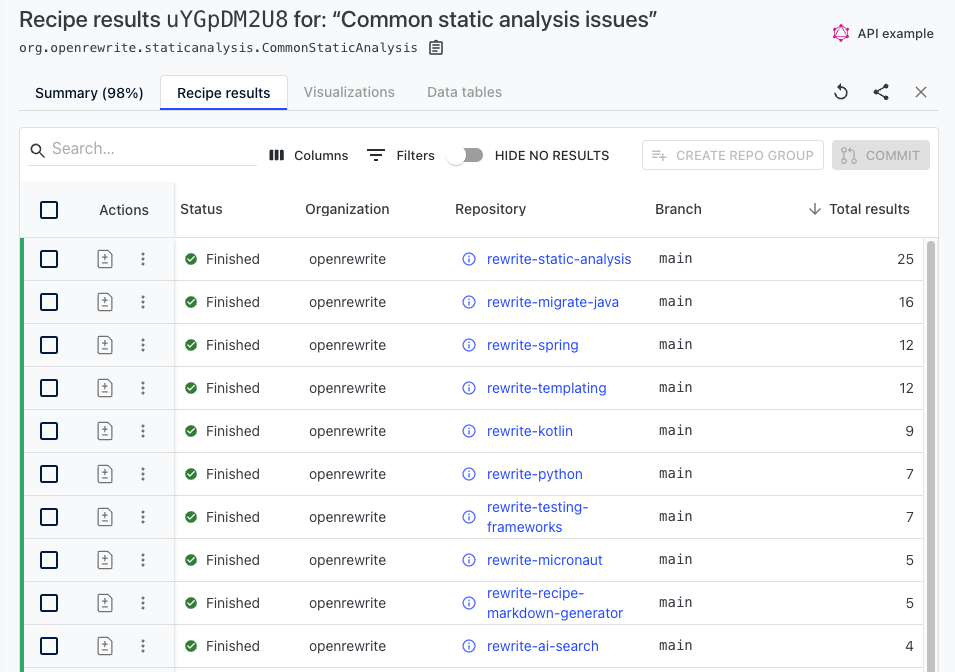 Recipe results uYGpDM2U8 for: “Common static analysis issues”
org.openrewrite.staticanalysis.CommonStaticAnalysis
API example
Summary (98%) Recipe results Visualizations Data tables
Search... Columns Filters HIDE NO RESULTS CREATE REPO GROUP COMMIT
Actions Status Organization Repository Branch Total results
Finished openrewrite rewrite-static-analysis main 25
Finished openrewrite rewrite-migrate-java main 16
Finished openrewrite rewrite-spring main 12
Finished openrewrite rewrite-templating main 12
Finished openrewrite rewrite-kotlin main 9
Finished openrewrite rewrite-python main 7
Finished openrewrite rewrite-testing-
frameworks main 7
Finished openrewrite rewrite-micronaut main 5
Finished openrewrite rewrite-recipe-
markdown-generator main 5
Finished openrewrite rewrite-ai-search main 4